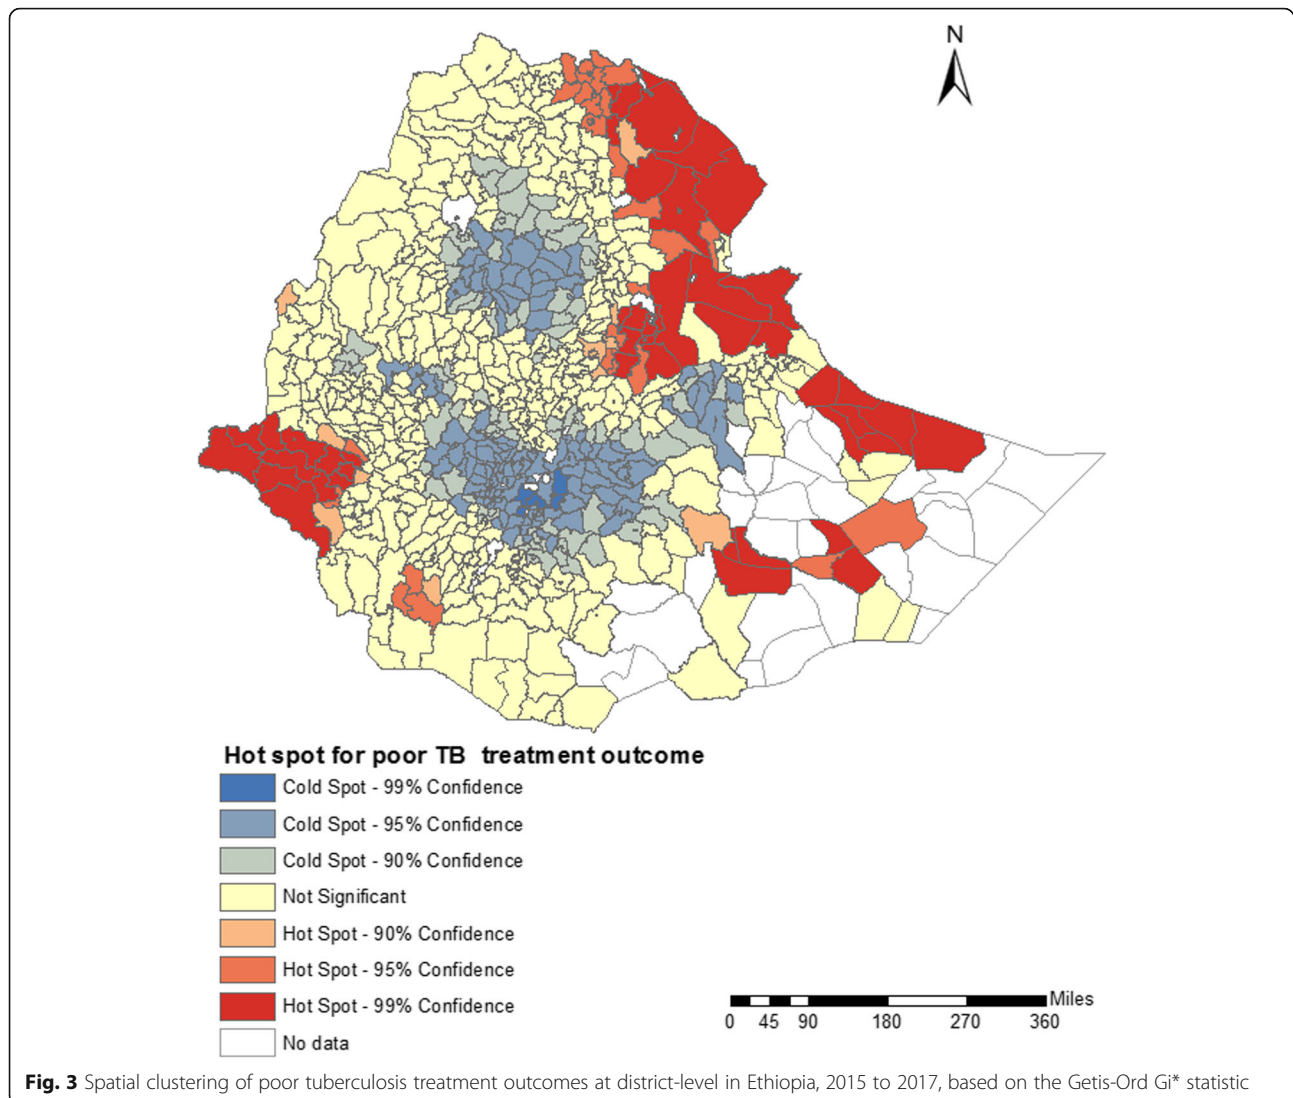 N
Hot spot for poor TB treatment outcome
Cold Spot - 99% Confidence
Cold Spot - 95% Confidence
Cold Spot - 90% Confidence
Not Significant
Hot Spot - 90% Confidence
Hot Spot - 95% Confidence
Hot Spot - 99% Confidence
No data
Miles
0 45 90 180 270 360
Fig. 3 Spatial clustering of poor tuberculosis treatment outcomes at district-level in Ethiopia, 2015 to 2017, based on the Getis-Ord Gi* statistic